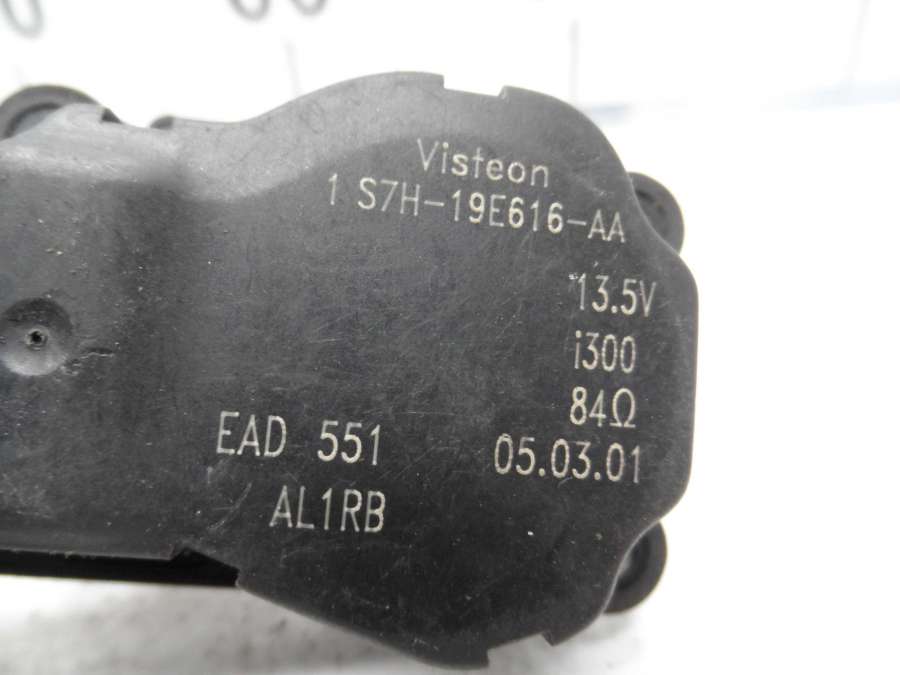 Visteon
1 S7H-19E616-AA
13.5V
i300
84Ω
EAD 551 05.03.01
AL1RB